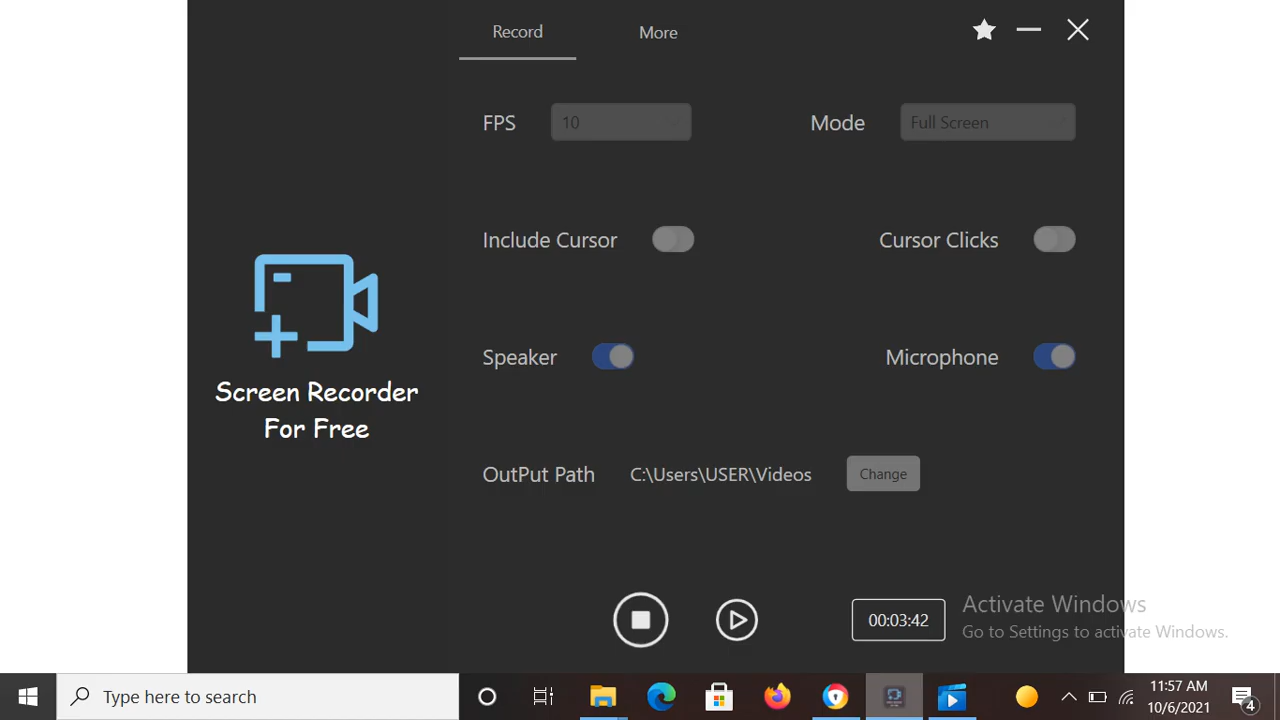 Record More
FPS 10 Mode Full Screen
Include Cursor Cursor Clicks
Screen Recorder
For Free
Speaker Microphone
OutPut Path C:\Users\USER\Videos Change
00:03:42
Activate Windows
Go to Settings to activate Windows.
Type here to search
11:57 AM
10/6/2021
4